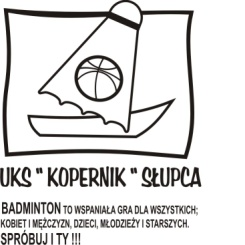 UKS " KOPERNIK " SŁUPCA
BADMINTON TO WSPANIAŁA GRA DLA WSZYSTKICH;
KOBIET I MĘŻCZYZN, DZIECI, MŁODZIEŻY I STARSZYCH.
SPRÓBUJ I TY !!!